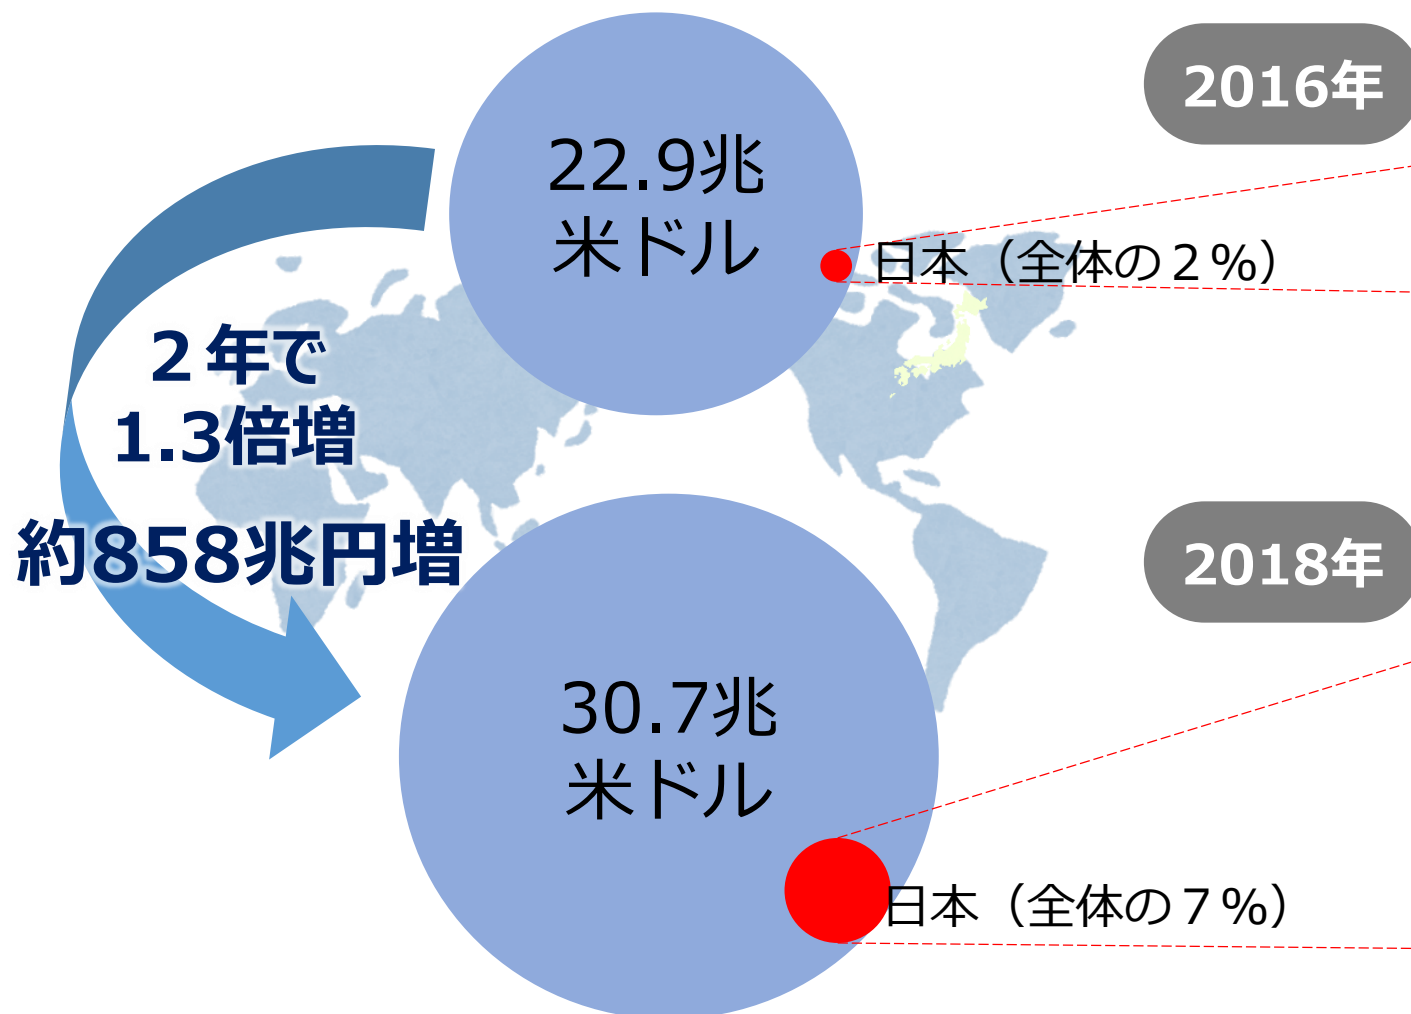 2016年
22.9兆
米ドル
日本（全体の２%）
２年で
1.3倍増
約858兆円増
2018年
30.7兆
米ドル
日本（全体の７%）